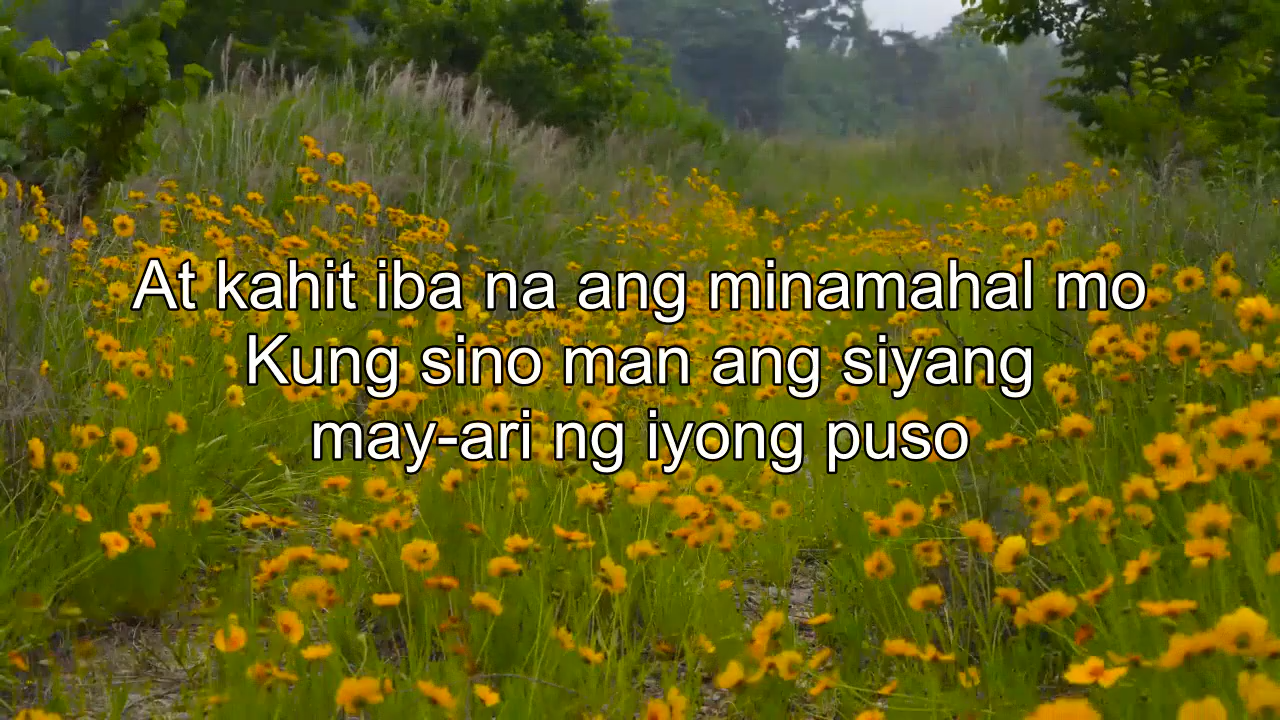 At kahit iba na ang minamahal mo
Kung sino man ang siyang
may-ari ng iyong puso